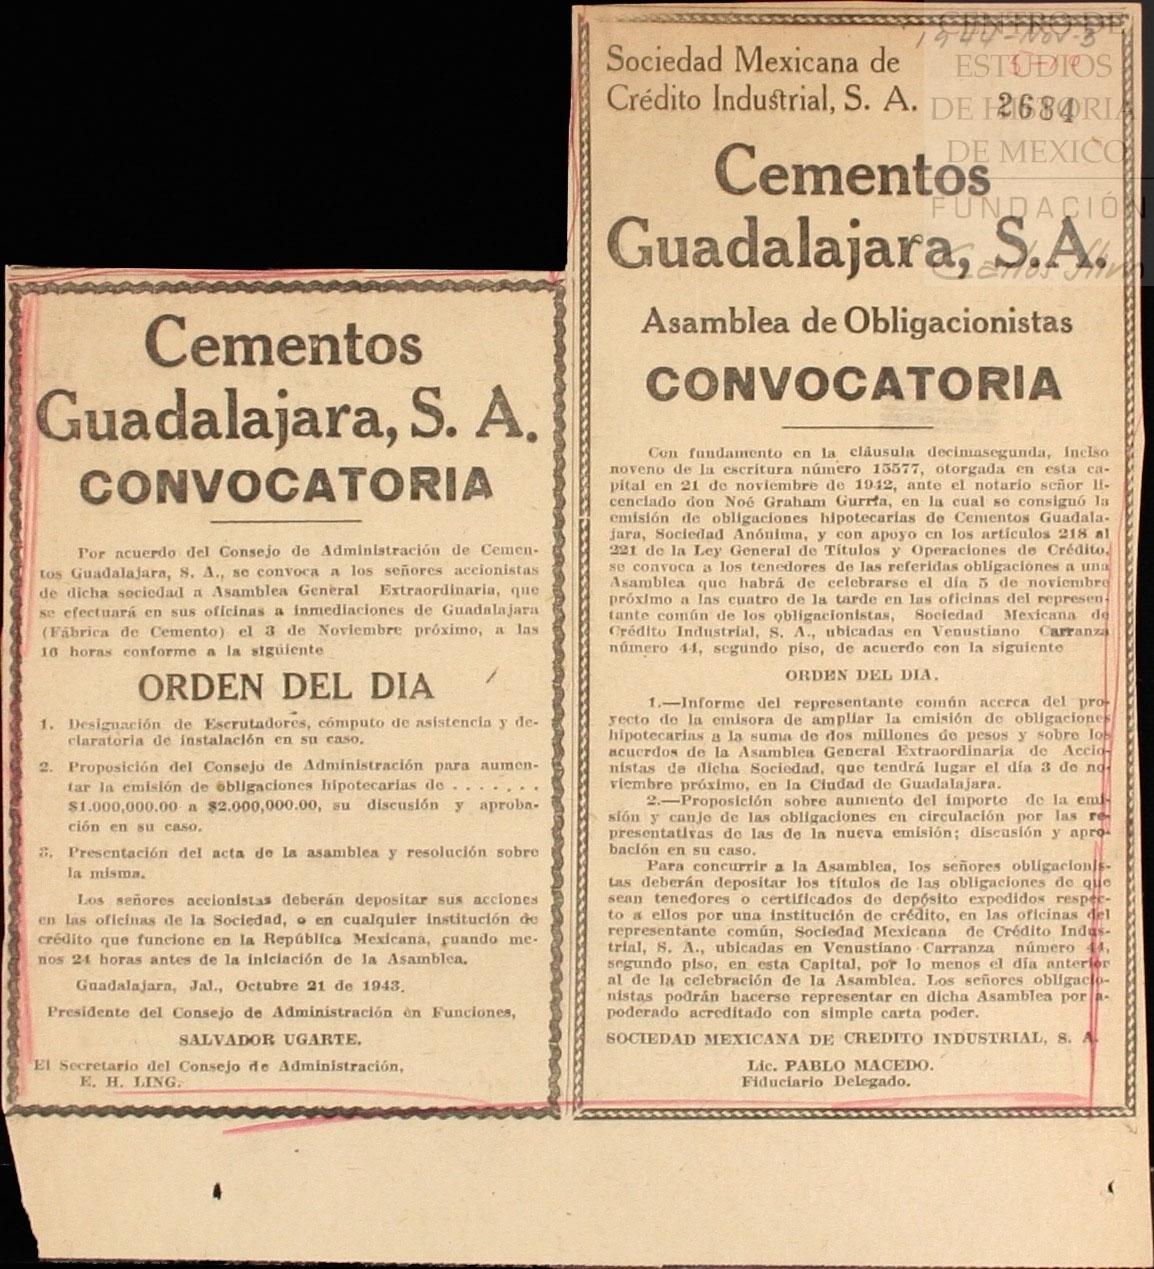 Cementos
Guadalajara, S. A.
CONVOCATORIA
Por acuerdo del Consejo de Administración de Cemen-
tos Guadalajara, S. A., se convoca a los señores accionistas
de dicha sociedad a Asamblea General Extraordinaria, que
se efectuará en sus oficinas a inmediaciones de Guadalajara
(Fábrica de Cemento) el 3 de Noviembre próximo, a las
16 horas conforme a la siguiente
ORDEN DEL DIA
1. Designación de Escrutadores, cómputo de asistencia y de-
claratoria de instalación en su caso.
2. Proposición del Consejo de Administración para aumen-
tar la emisión de obligaciones hipotecarias de . . . . . . .
$1.000,000.00 a $2.000,000.00, su discusión y aproba-
ción en su caso.
3. Presentación del acta de la asamblea y resolución sobre
la misma.
Los señores accionistas deberán depositar sus acciones
en las oficinas de la Sociedad, o en cualquier institución de
crédito que funcione en la República Mexicana, cuando me-
nos 24 horas antes de la iniciación de la Asamblea.
Guadalajara, Jal., Octubre 21 de 1943.
Presidente del Consejo de Administración en Funciones,
SALVADOR UGARTE.
El Secretario del Consejo de Administración,
E. H. LING.
Sociedad Mexicana de
Crédito Industrial, S. A.
1944-Nov-3
2684
CENTRO DE
ESTUDIOS
DE HISTORIA
DE MEXICO
FUNDACIÓN
Carlos Slim
Cementos
Guadalajara, S.A.
Asamblea de Obligacionistas
CONVOCATORIA
Con fundamento en la cláusula decimasegunda, inciso
noveno de la escritura número 15577, otorgada en esta ca-
pital en 21 de noviembre de 1942, ante el notario señor li-
cenciado don Noé Graham Gurría, en la cual se consignó la
emisión de obligaciones hipotecarias de Cementos Guadala-
jara, Sociedad Anónima, y con apoyo en los artículos 218 al
221 de la Ley General de Títulos y Operaciones de Crédito,
se convoca a los tenedores de las referidas obligaciones a una
Asamblea que habrá de celebrarse el día 5 de noviembre
próximo a las cuatro de la tarde en las oficinas del represen-
tante común de los obligacionistas, Sociedad Mexicana de
Crédito Industrial, S. A., ubicadas en Venustiano Carranza
número 44, segundo piso, de acuerdo con la siguiente
ORDEN DEL DIA.
1.—Informe del representante común acerca del pro-
yecto de la emisora de ampliar la emisión de obligaciones
hipotecarias a la suma de dos millones de pesos y sobre los
acuerdos de la Asamblea General Extraordinaria de Accio-
nistas de dicha Sociedad, que tendrá lugar el día 3 de no-
viembre próximo, en la Ciudad de Guadalajara.
2.—Proposición sobre aumento del importe de la emi-
sión y canje de las obligaciones en circulación por las re-
presentativas de las de la nueva emisión; discusión y apro-
bación en su caso.
Para concurrir a la Asamblea, los señores obligacionis-
tas deberán depositar los títulos de las obligaciones de que
sean tenedores o certificados de depósito expedidos respec-
to a ellos por una institución de crédito, en las oficinas del
representante común, Sociedad Mexicana de Crédito Indus-
trial, S. A., ubicadas en Venustiano Carranza número 44,
segundo piso, en esta Capital, por lo menos el día anterior
al de la celebración de la Asamblea. Los señores obligacio-
nistas podrán hacerse representar en dicha Asamblea por a-
poderado acreditado con simple carta poder.
SOCIEDAD MEXICANA DE CREDITO INDUSTRIAL, S. A.
Lic. PABLO MACEDO.
Fiduciario Delegado.